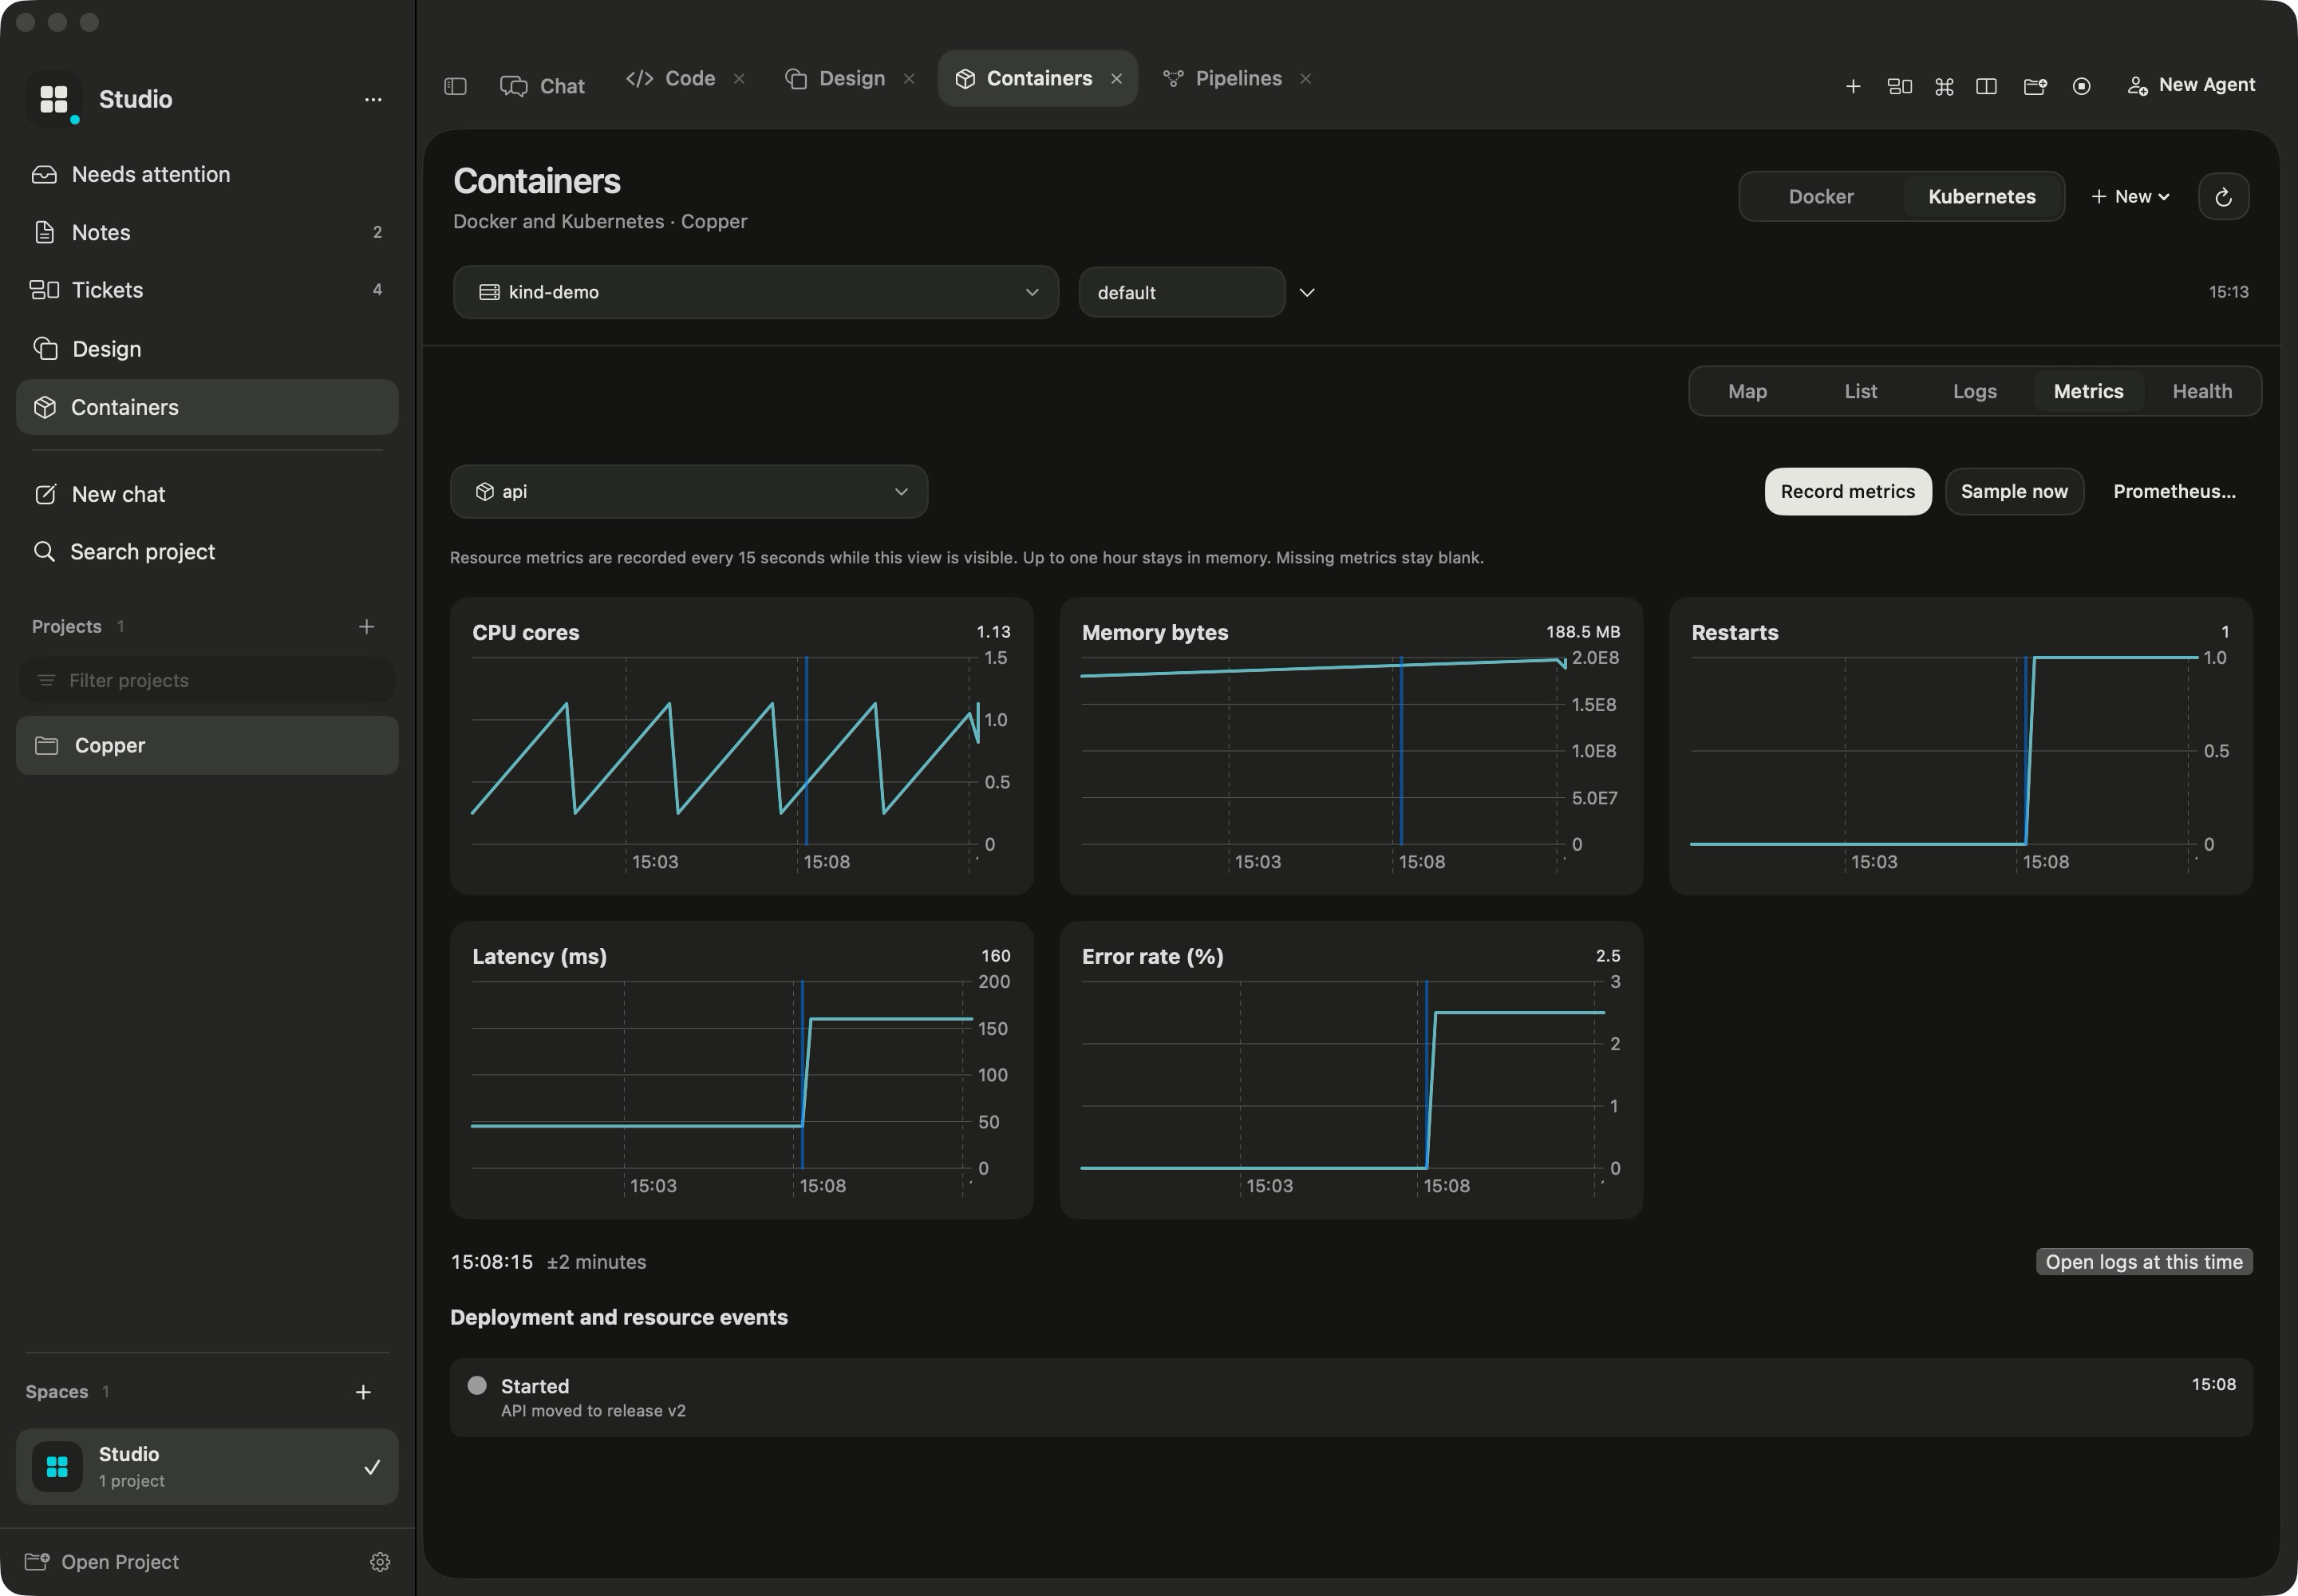 Studio
Needs attention
Notes 2
Tickets 4
Design
Containers
New chat
Search project
Projects 1
Filter projects
Copper
Spaces 1
Studio
1 project
Open Project
Chat
Code
Design
Containers
Pipelines
New Agent
Containers
Docker and Kubernetes · Copper
Docker
Kubernetes
New
kind-demo
default
15:13
Map
List
Logs
Metrics
Health
api
Record metrics
Sample now
Prometheus...
Resource metrics are recorded every 15 seconds while this view is visible. Up to one hour stays in memory. Missing metrics stay blank.
CPU cores 1.13
1.5
1.0
0.5
0
15:03 15:08
Memory bytes 188.5 MB
2.0E8
1.5E8
1.0E8
5.0E7
0
15:03 15:08
Restarts 1
1.0
0.5
0
15:03 15:08
Latency (ms) 160
200
150
100
50
0
15:03 15:08
Error rate (%) 2.5
3
2
1
0
15:03 15:08
15:08:15 ±2 minutes
Open logs at this time
Deployment and resource events
Started 15:08
API moved to release v2